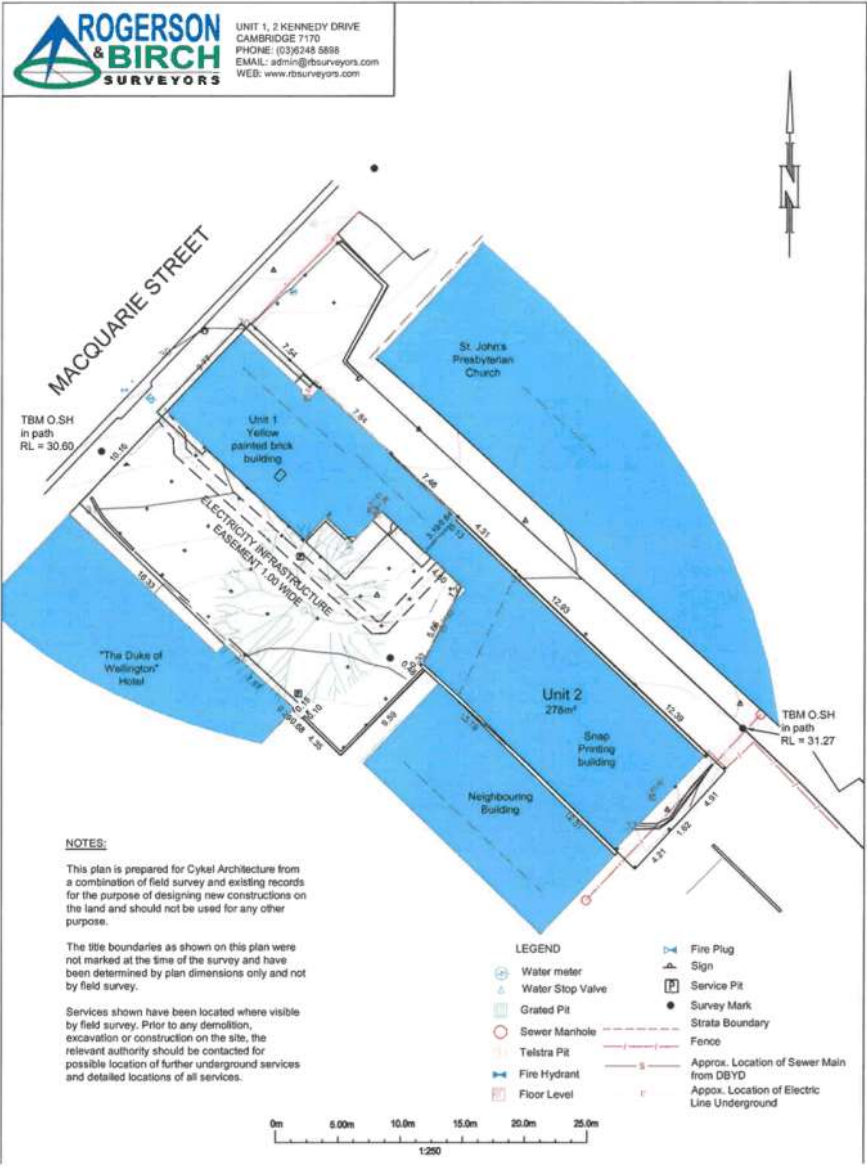 ROGERSON
& BIRCH
SURVEYORS
UNIT 1, 2 KENNEDY DRIVE
CAMBRIDGE 7170
PHONE: (03)6248 5898
EMAIL: admin@rbsurveyors.com
WEB: www.rbsurveyors.com
N
MACQUARIE STREET
TBM O.SH
in path
RL = 30.60
10.10
7.54
7.64
7.46
4.31
12.93
12.39
St. John's
Presbyterian
Church
Unit 1
Yellow
painted brick
building
ELECTRICITY INFRASTRUCTURE
EASEMENT 1.00 WIDE
16.33
"The Duke of
Wellington"
Hotel
4.35
9.59
Unit 2
278m²
Snap
Printing
building
Neighbouring
Building
12.51
4.21
1.62
4.91
TBM O.SH
in path
RL = 31.27
NOTES:
This plan is prepared for Cykel Architecture from
a combination of field survey and existing records
for the purpose of designing new constructions on
the land and should not be used for any other
purpose.
The title boundaries as shown on this plan were
not marked at the time of the survey and have
been determined by plan dimensions only and not
by field survey.
Services shown have been located where visible
by field survey. Prior to any demolition,
excavation or construction on the site, the
relevant authority should be contacted for
possible location of further underground services
and detailed locations of all services.
LEGEND
Water meter
Water Stop Valve
Grated Pit
Sewer Manhole
Telstra Pit
Fire Hydrant
Floor Level
Fire Plug
Sign
P Service Pit
Survey Mark
Strata Boundary
Fence
S Approx. Location of Sewer Main
from DBYD
Appox. Location of Electric
Line Underground
0m 5.00m 10.0m 15.0m 20.0m 25.0m
1:250